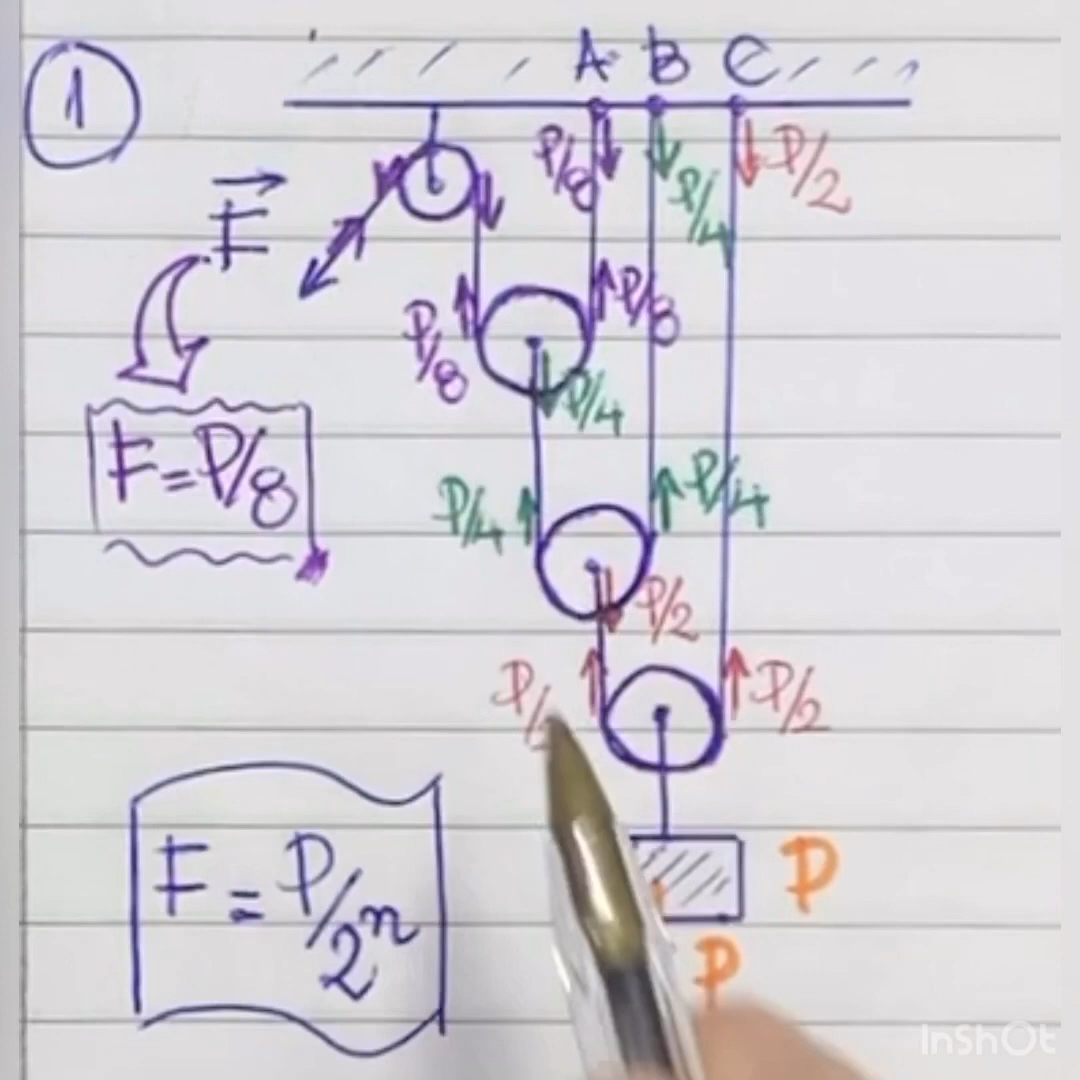 1
A B C
P/8
P/4
P/2
F
P/8
P/8
P/4
F=P/8
P/4
P/4
P/2
P/
P/2
F=P/2ⁿ
P
P
InShOt